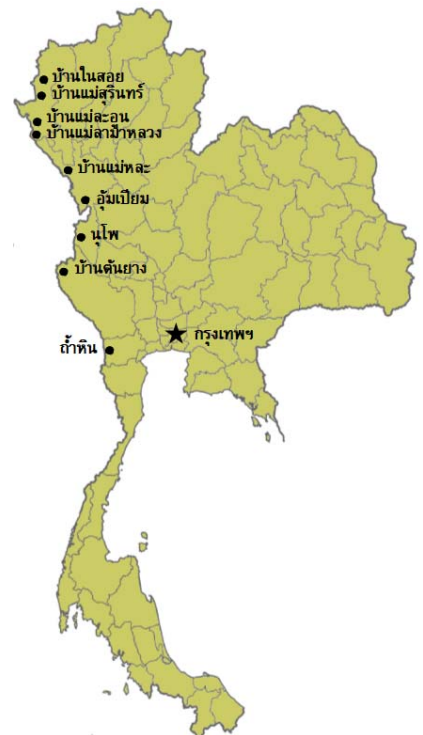 บ้านในสอย
บ้านแม่สุรินทร์
บ้านแม่ละอูน
บ้านแม่ลามาหลวง
บ้านแม่หละ
อุ้มเปียม
นุโพ
บ้านต้นยาง
ถ้ำหิน
กรุงเทพฯ